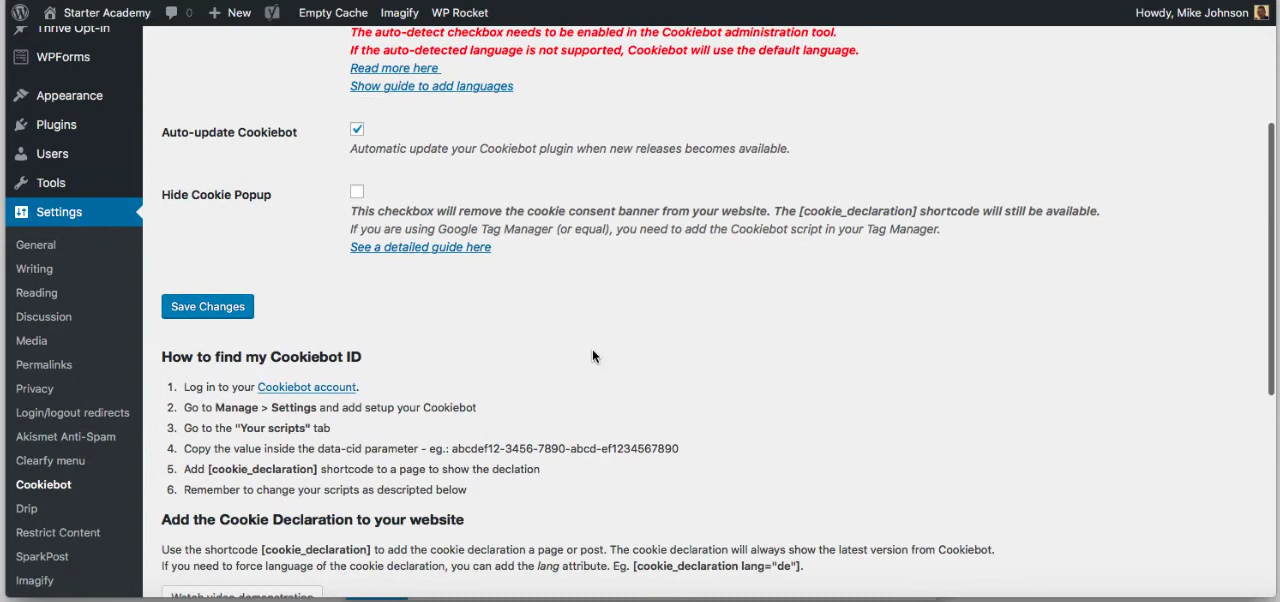 Starter Academy 0 New Empty Cache Imagify WP Rocket Howdy, Mike Johnson
Thrive Opt-In
WPForms
Appearance
Plugins
Users
Tools
Settings
General
Writing
Reading
Discussion
Media
Permalinks
Privacy
Login/logout redirects
Akismet Anti-Spam
Clearfy menu
Cookiebot
Drip
Restrict Content
SparkPost
Imagify
The auto-detect checkbox needs to be enabled in the Cookiebot administration tool.
If the auto-detected language is not supported, Cookiebot will use the default language.
Read more here
Show guide to add languages
Auto-update Cookiebot
Automatic update your Cookiebot plugin when new releases becomes available.
Hide Cookie Popup
This checkbox will remove the cookie consent banner from your website. The [cookie_declaration] shortcode will still be available.
If you are using Google Tag Manager (or equal), you need to add the Cookiebot script in your Tag Manager.
See a detailed guide here
Save Changes
How to find my Cookiebot ID
1. Log in to your Cookiebot account.
2. Go to Manage > Settings and add setup your Cookiebot
3. Go to the "Your scripts" tab
4. Copy the value inside the data-cid parameter - eg.: abcdef12-3456-7890-abcd-ef1234567890
5. Add [cookie_declaration] shortcode to a page to show the declation
6. Remember to change your scripts as descripted below
Add the Cookie Declaration to your website
Use the shortcode [cookie_declaration] to add the cookie declaration a page or post. The cookie declaration will always show the latest version from Cookiebot.
If you need to force language of the cookie declaration, you can add the lang attribute. Eg. [cookie_declaration lang="de"].
Watch video demonstration